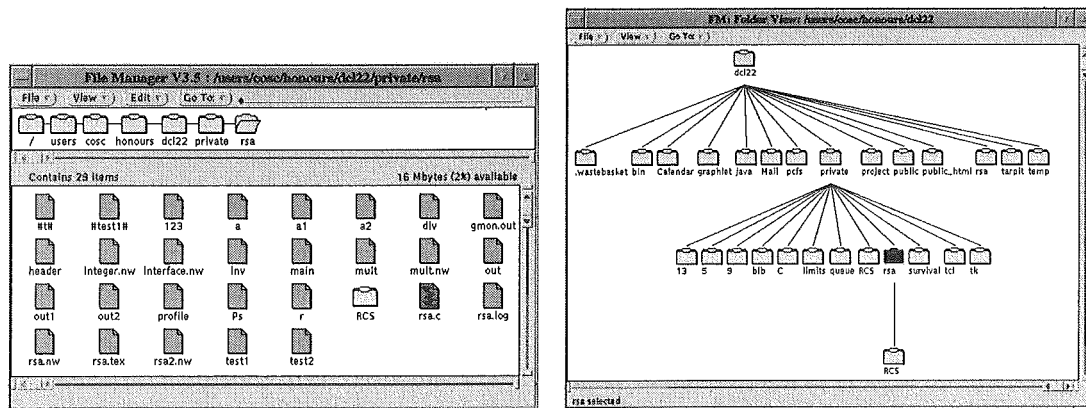 File Manager V3.5 : /users/cosc/honours/dcl22/private/rsa
File View Edit Go To:
/ users cosc honours dcl22 private rsa
Contains 29 items 16 Mbytes (2%) available
#t# #test1# 123 a a1 a2 div gmon.out
header Integer.nw Interface.nw inv main mult mult.nw out
out1 out2 profile Ps r RCS rsa.c rsa.log
rsa.nw rsa.tex rsa2.nw test1 test2
FM: Folder View: /users/cosc/honours/dcl22
File View Go To:
dcl22
.wastebasket bin Calendar graphlet java Mail pcfs private project public public_html rsa tarpit temp
13 5 9 bib C limits queue RCS rsa survival tcl tk
RCS
rsa selected